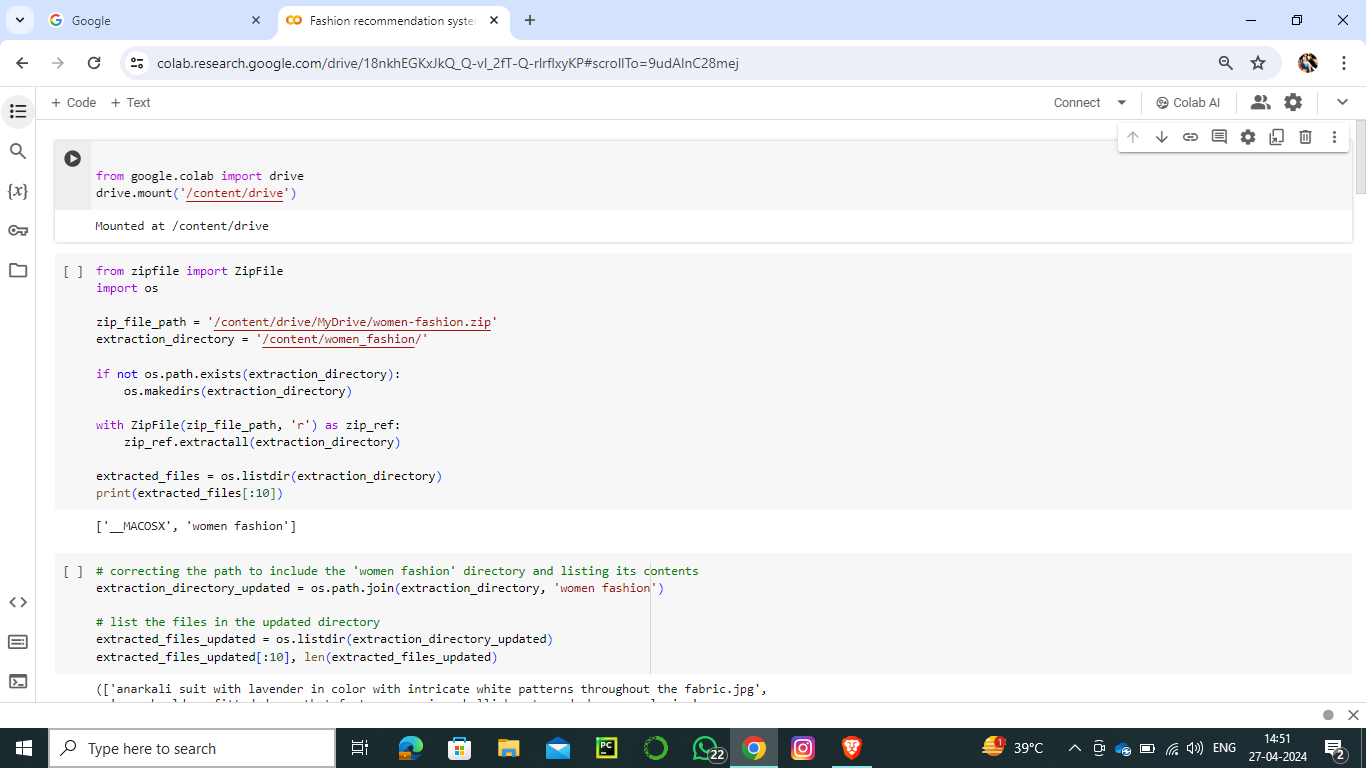 Google
Fashion recommendation syste
colab.research.google.com/drive/18nkhEGKxJkQ_Q-vl_2fT-Q-rIrflxyKP#scrollTo=9udAlnC28mej
+ Code + Text
Connect
Colab AI
from google.colab import drive
drive.mount('/content/drive')
Mounted at /content/drive
[ ] from zipfile import ZipFile
import os
zip_file_path = '/content/drive/MyDrive/women-fashion.zip'
extraction_directory = '/content/women_fashion/'
if not os.path.exists(extraction_directory):
os.makedirs(extraction_directory)
with ZipFile(zip_file_path, 'r') as zip_ref:
zip_ref.extractall(extraction_directory)
extracted_files = os.listdir(extraction_directory)
print(extracted_files[:10])
['__MACOSX', 'women fashion']
[ ] # correcting the path to include the 'women fashion' directory and listing its contents
extraction_directory_updated = os.path.join(extraction_directory, 'women fashion')
# list the files in the updated directory
extracted_files_updated = os.listdir(extraction_directory_updated)
extracted_files_updated[:10], len(extracted_files_updated)
(['anarkali suit with lavender in color with intricate white patterns throughout the fabric.jpg',
Type here to search
PC
22
1
39°C
ENG
14:51
27-04-2024
2